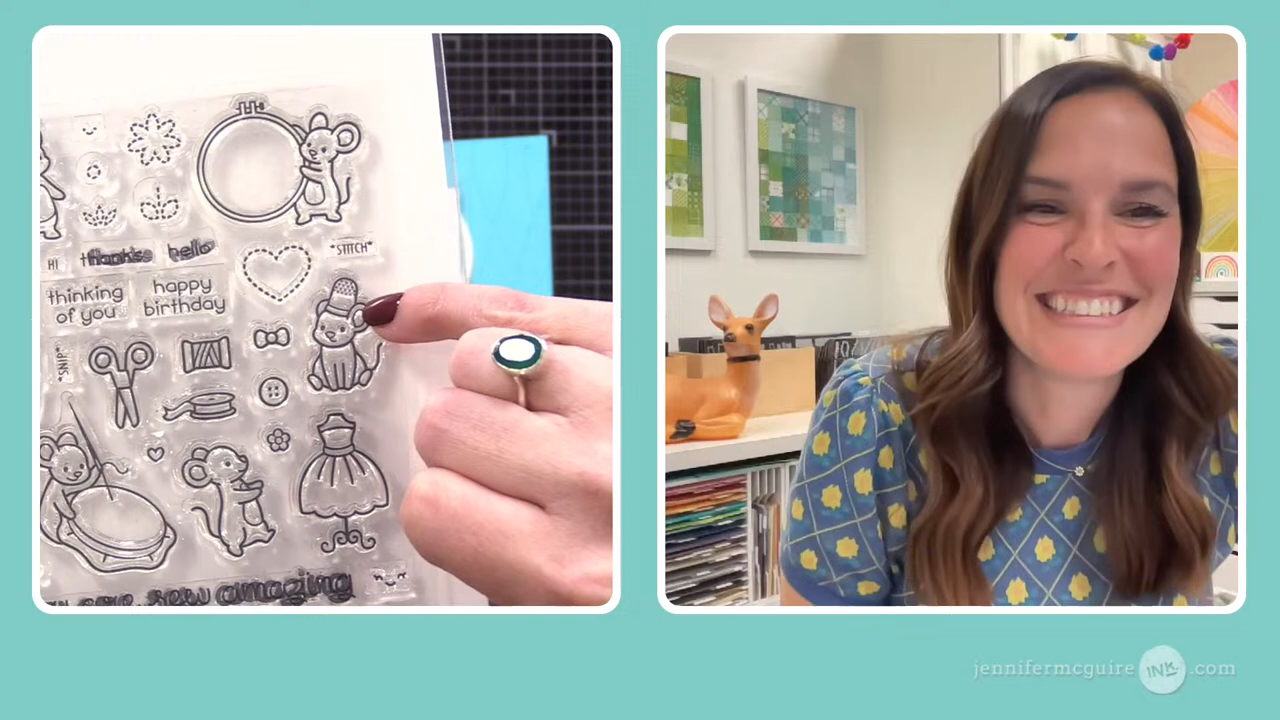 HI thanks hello
*STITCH*
thinking
of you
happy
birthday
*SNIP*
sew amazing
jennifermcguire INK .com